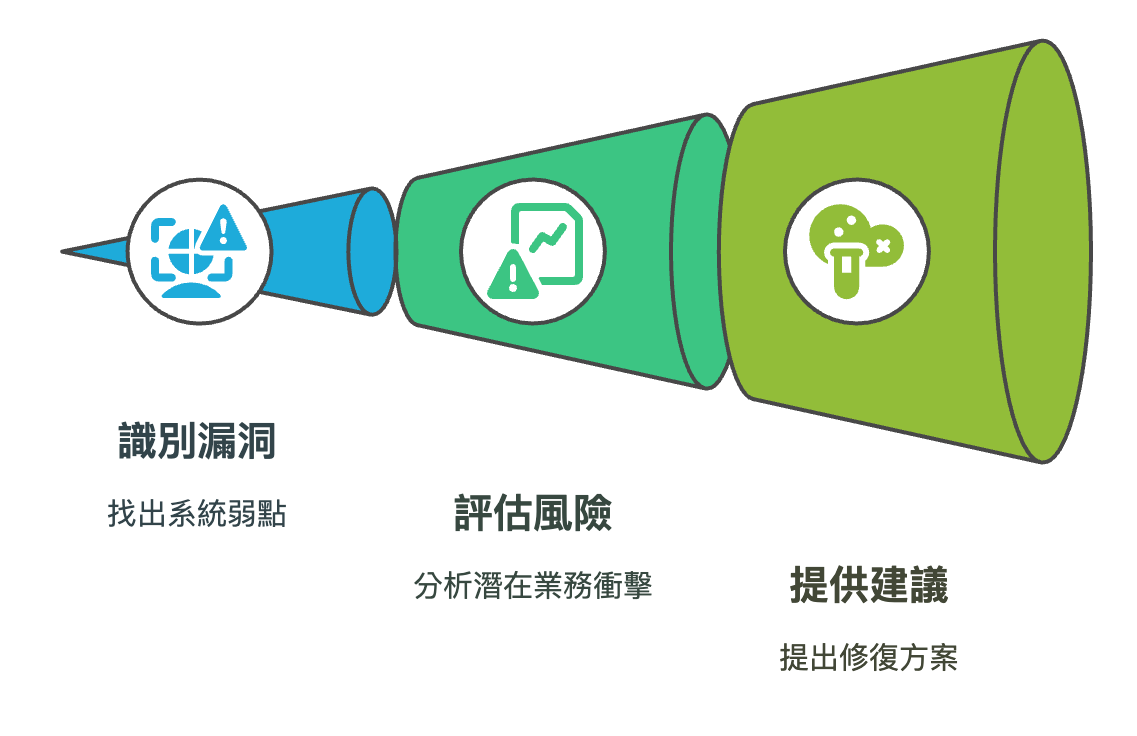 識別漏洞
找出系統弱點
評估風險
分析潛在業務衝擊
提供建議
提出修復方案